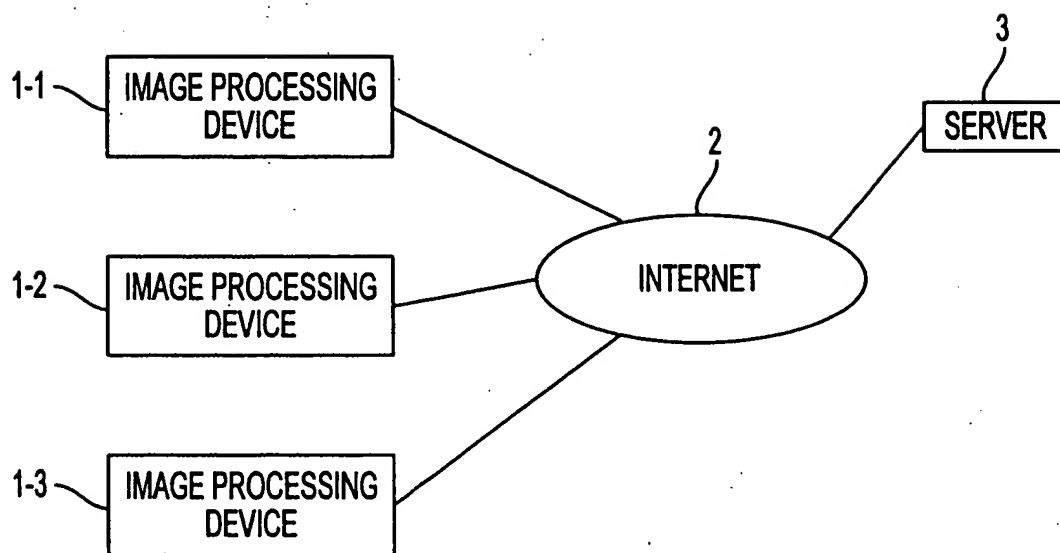 3
1-1
IMAGE PROCESSING
DEVICE
SERVER
2
1-2
IMAGE PROCESSING
DEVICE
INTERNET
1-3
IMAGE PROCESSING
DEVICE